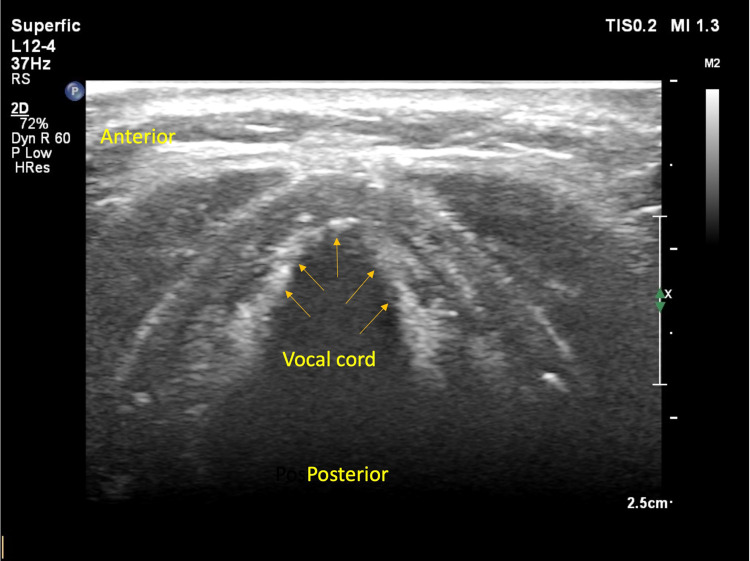 Superfic
L12-4
37Hz
RS
2D
72%
Dyn R 60
P Low
HRes
TIS0.2 MI 1.3
M2
P
Anterior
X
Vocal cord
Posterior
2.5cm